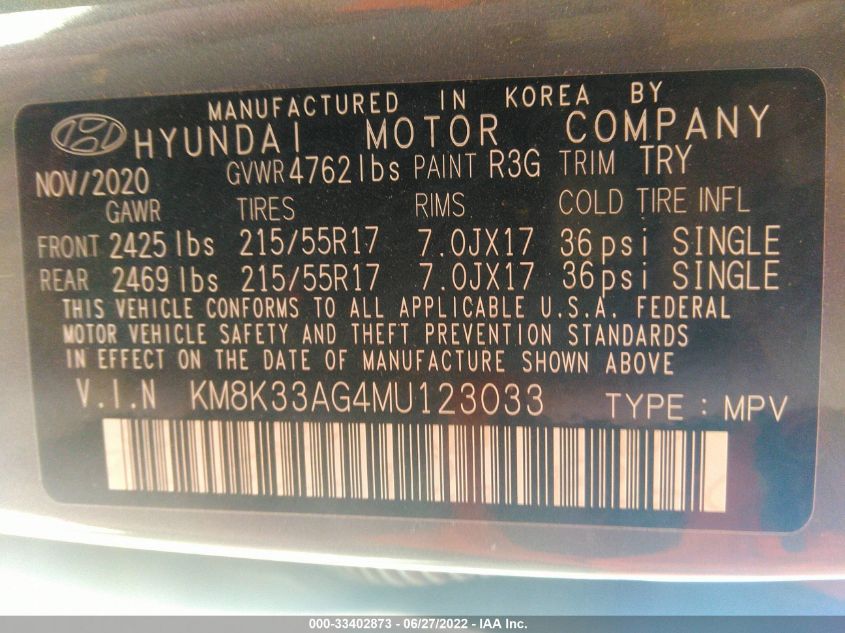 MANUFACTURED IN KOREA BY
HYUNDAI MOTOR COMPANY
NOV/2020 GVWR 4762 lbs PAINT R3G TRIM TRY
GAWR TIRES RIMS COLD TIRE INFL
FRONT 2425 lbs 215/55R17 7.0JX17 36psi SINGLE
REAR 2469 lbs 215/55R17 7.0JX17 36psi SINGLE
THIS VEHICLE CONFORMS TO ALL APPLICABLE U.S.A. FEDERAL
MOTOR VEHICLE SAFETY AND THEFT PREVENTION STANDARDS
IN EFFECT ON THE DATE OF MANUFACTURE SHOWN ABOVE
V.I.N KM8K33AG4MU123033 TYPE : MPV
000-33402873 - 06/27/2022 - IAA Inc.